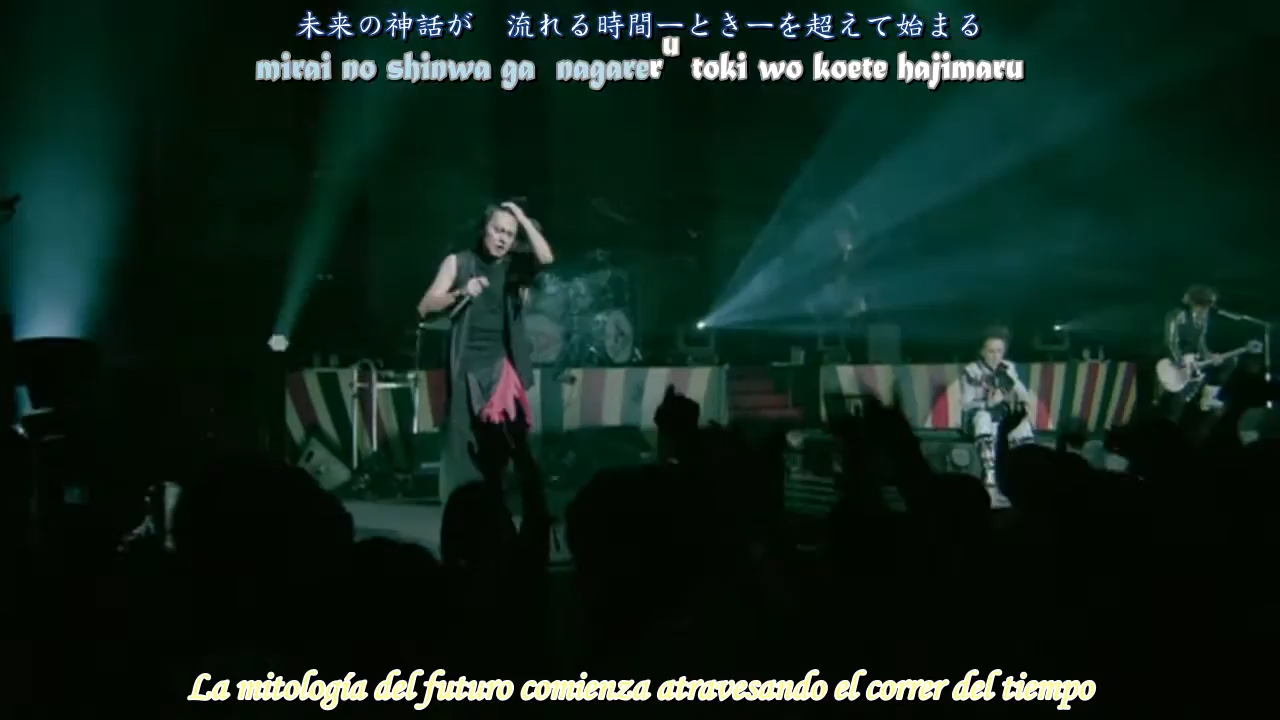 未来の神話が　流れる時間ーときーを超えて始まる
mirai no shinwa ga nagareru toki wo koete hajimaru
La mitología del futuro comienza atravesando el correr del tiempo